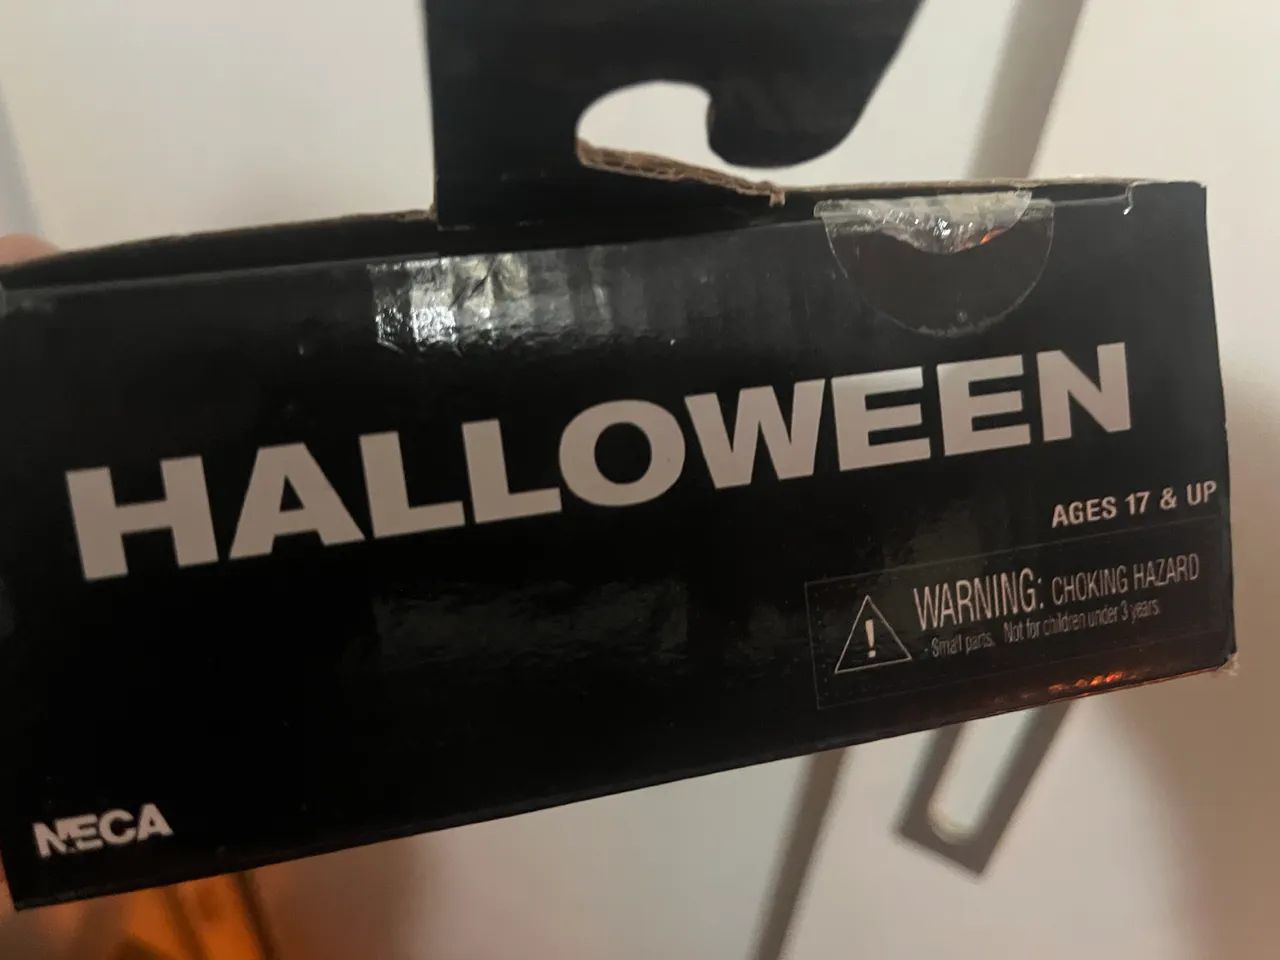 HALLOWEEN
AGES 17 & UP
WARNING: CHOKING HAZARD
- Small parts. Not for children under 3 years.
NECA